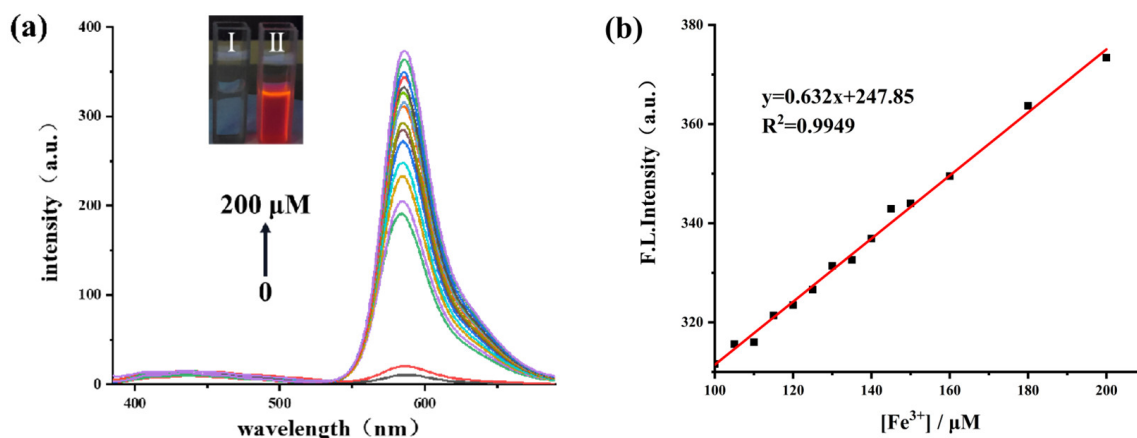 (a)
400
300
200
100
0
intensity（a.u.）
I II
200 μM
0
400
500
600
wavelength（nm）
(b)
380
360
340
320
F.L.Intensity（a.u.）
y=0.632x+247.85
R²=0.9949
100
120
140
160
180
200
[Fe³⁺] / μM